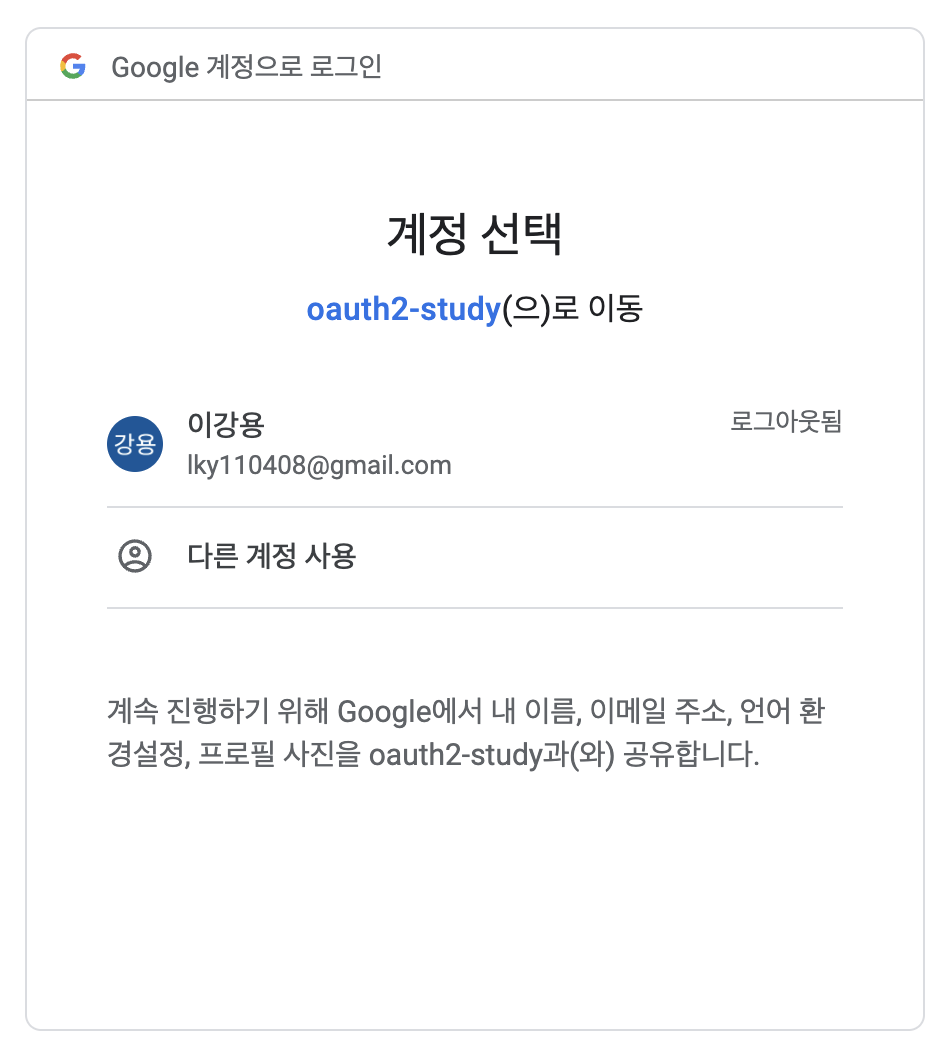 Google 계정으로 로그인
계정 선택
oauth2-study(으)로 이동
강용
이강용
로그아웃됨
lky110408@gmail.com
다른 계정 사용
계속 진행하기 위해 Google에서 내 이름, 이메일 주소, 언어 환
경설정, 프로필 사진을 oauth2-study과(와) 공유합니다.